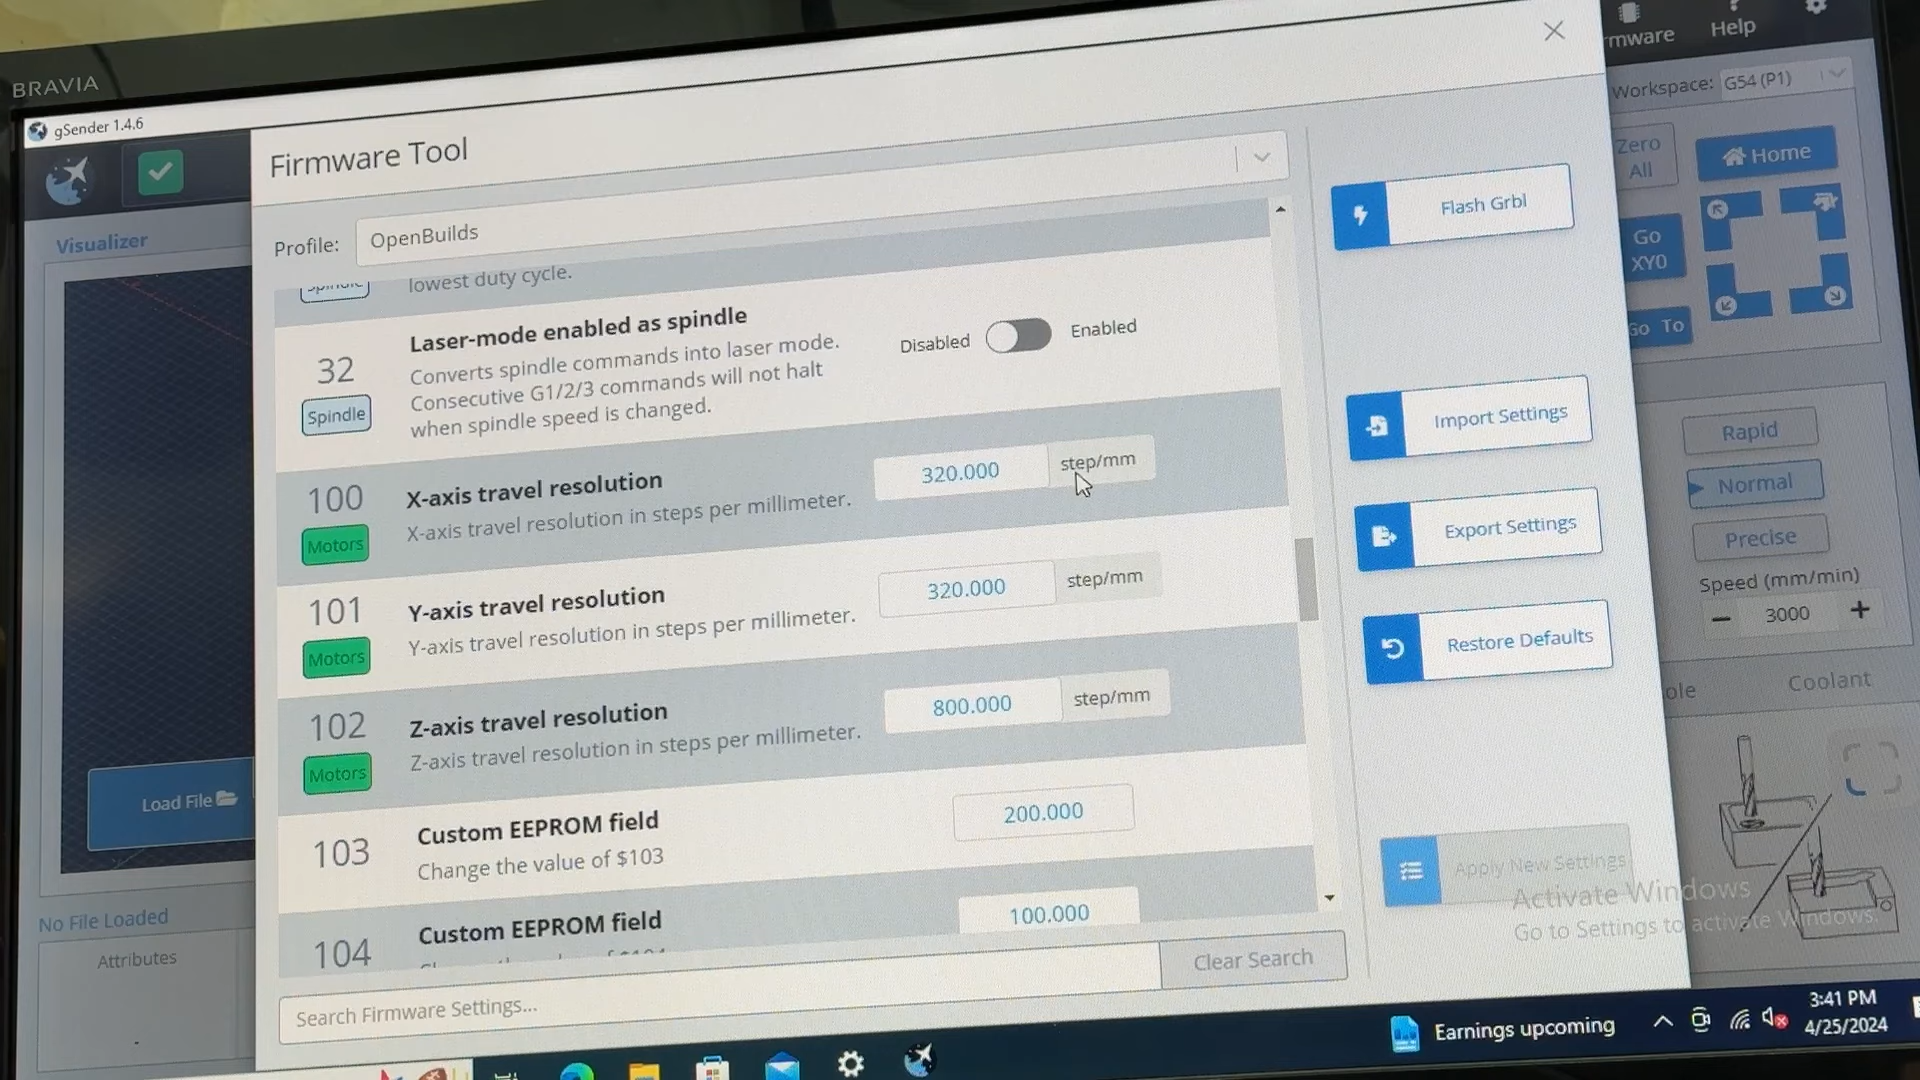 BRAVIA
gSender 1.4.6
Firmware Tool
Profile:
OpenBuilds
lowest duty cycle.
32
Spindle
Laser-mode enabled as spindle
Converts spindle commands into laser mode.
Consecutive G1/2/3 commands will not halt
when spindle speed is changed.
Disabled
Enabled
100
Motors
X-axis travel resolution
X-axis travel resolution in steps per millimeter.
320.000
step/mm
101
Motors
Y-axis travel resolution
Y-axis travel resolution in steps per millimeter.
320.000
step/mm
102
Motors
Z-axis travel resolution
Z-axis travel resolution in steps per millimeter.
800.000
step/mm
103
Custom EEPROM field
Change the value of $103
200.000
104
Custom EEPROM field
100.000
Search Firmware Settings...
Clear Search
Flash Grbl
Import Settings
Export Settings
Restore Defaults
Apply New Settings
Activate Windows
Go to Settings to activate Windows.
Visualizer
Load File
No File Loaded
Attributes
rmware
Help
Workspace:
G54 (P1)
Zero
All
Home
Go
XY0
Go To
Rapid
Normal
Precise
Speed (mm/min)
3000
ole
Coolant
Earnings upcoming
3:41 PM
4/25/2024